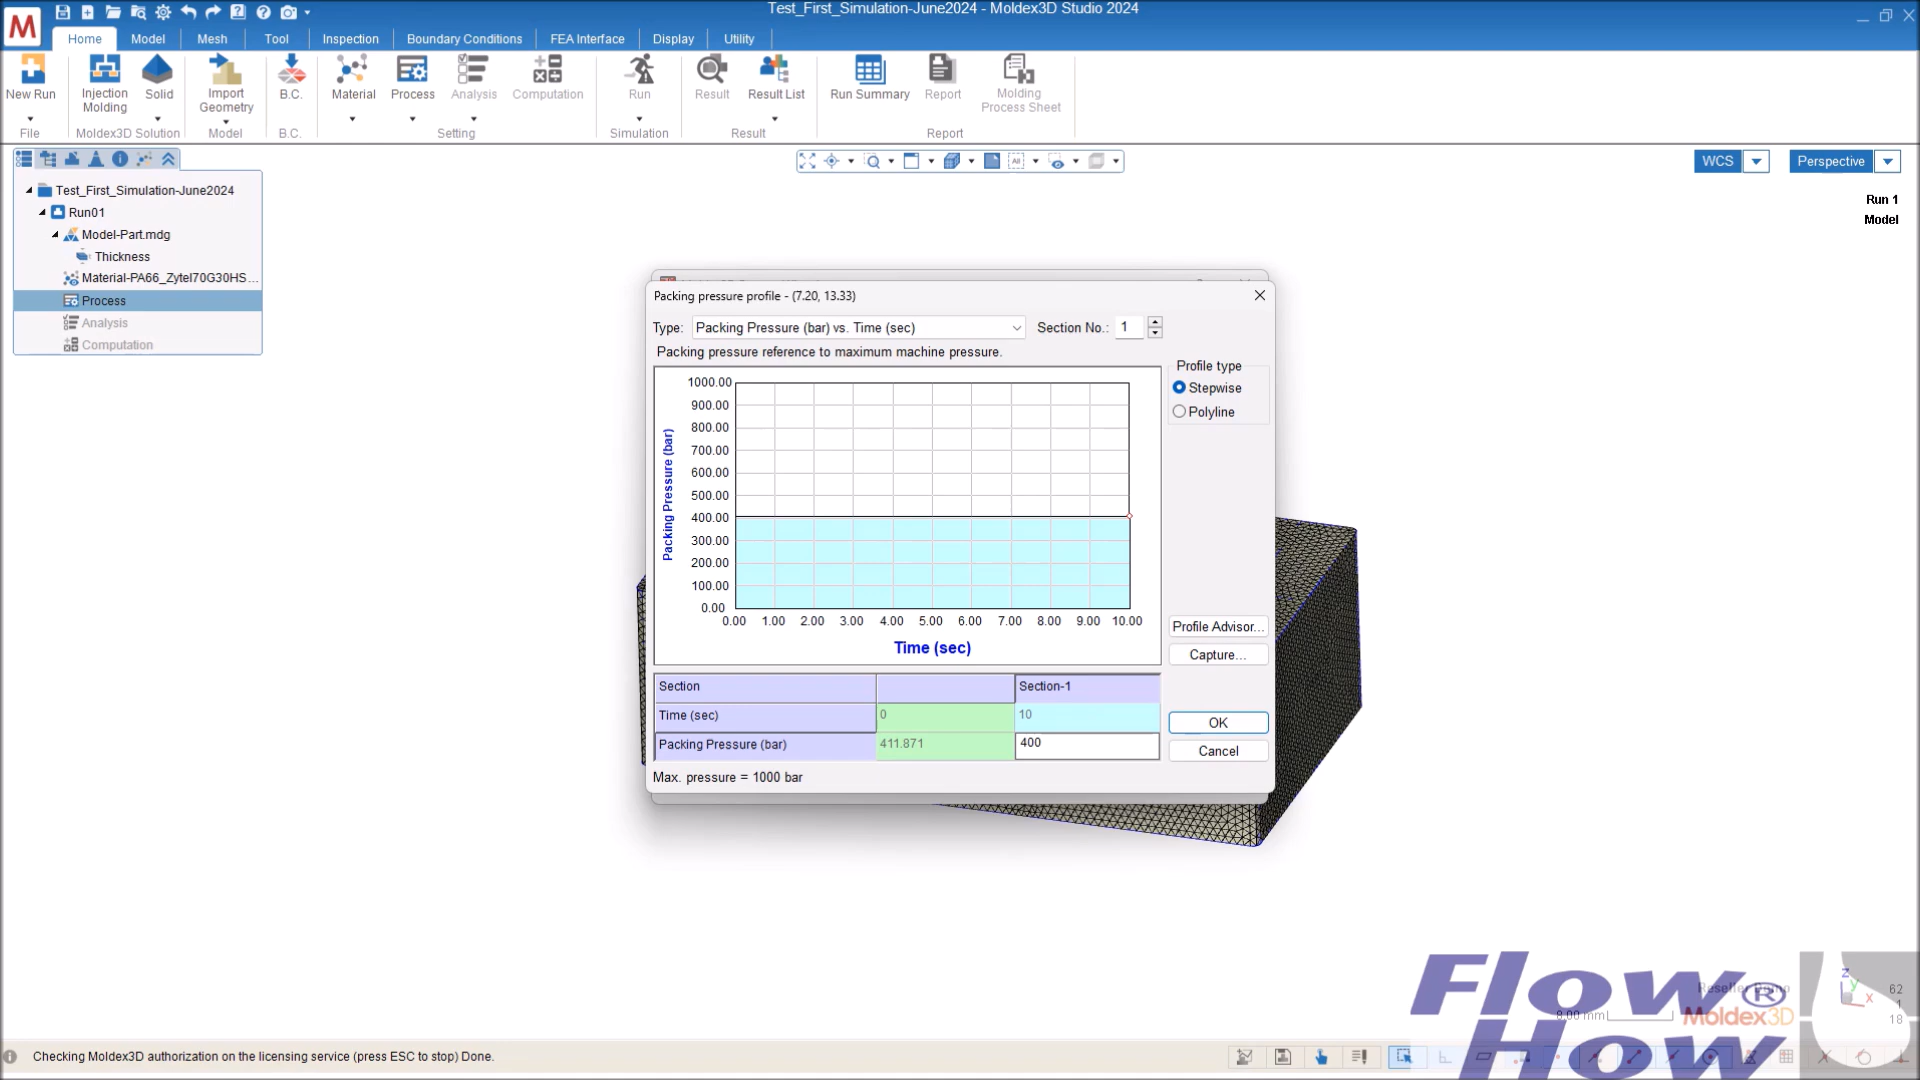 Test_First_Simulation-June2024 - Moldex3D Studio 2024
Home
Model
Mesh
Tool
Inspection
Boundary Conditions
FEA Interface
Display
Utility
New Run
Injection
Molding
Solid
Import
Geometry
B.C.
Material
Process
Analysis
Computation
Run
Result
Result List
Run Summary
Report
Molding
Process Sheet
File
Moldex3D Solution
Model
B.C.
Setting
Simulation
Result
Report
WCS
Perspective
Test_First_Simulation-June2024
Run01
Model-Part.mdg
Thickness
Material-PA66_Zytel70G30HS...
Process
Analysis
Computation
Run 1
Model
Packing pressure profile - (7.20, 13.33)
Type:
Packing Pressure (bar) vs. Time (sec)
Section No.:
1
Packing pressure reference to maximum machine pressure.
Profile type
Stepwise
Polyline
Packing Pressure (bar)
1000.00
900.00
800.00
700.00
600.00
500.00
400.00
300.00
200.00
100.00
0.00
0.00 1.00 2.00 3.00 4.00 5.00 6.00 7.00 8.00 9.00 10.00
Time (sec)
Profile Advisor...
Capture...
Section Section-1
Time (sec) 0 10
Packing Pressure (bar) 411.871 400
OK
Cancel
Max. pressure = 1000 bar
Flow®
How
8.00 mm
Moldex3D
Z
Y
X
62
1
18
Checking Moldex3D authorization on the licensing service (press ESC to stop) Done.